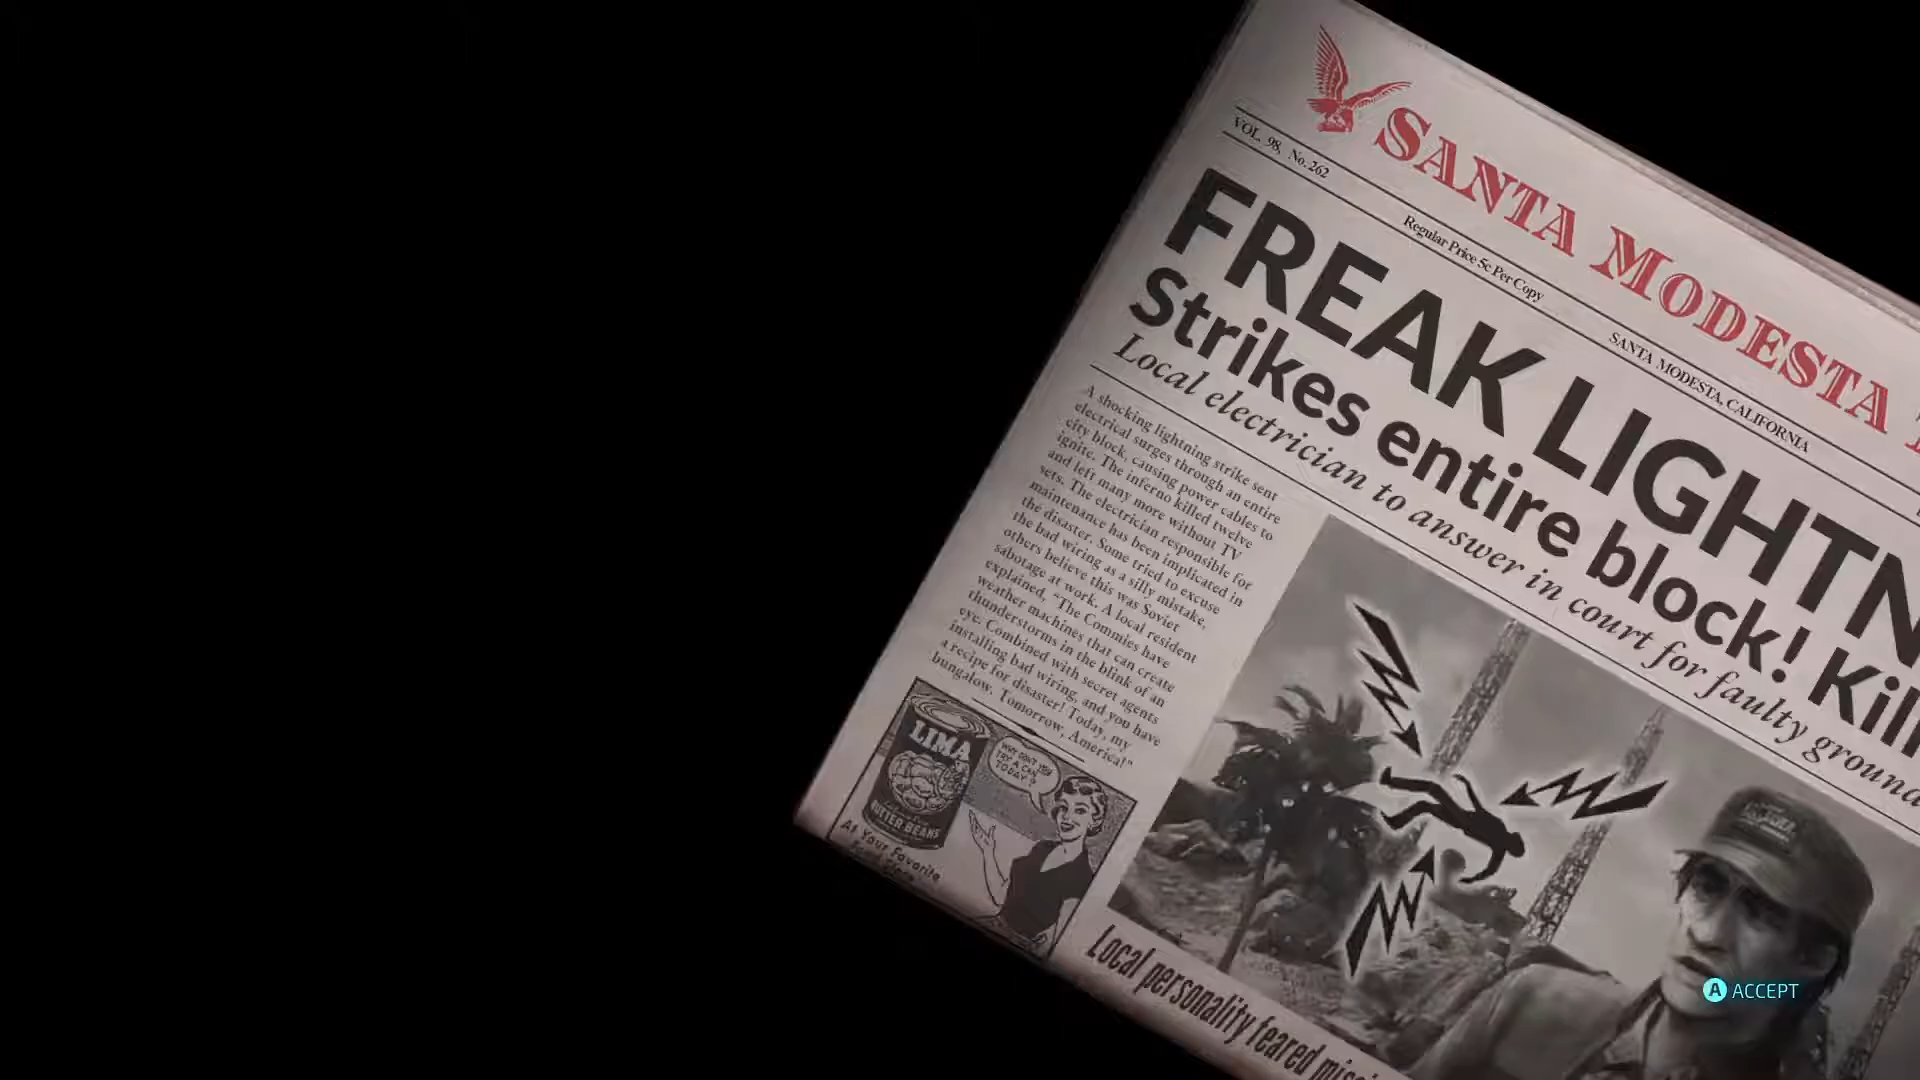 SANTA MODESTA
VOL. 98, No. 262
Regular Price 5c Per Copy
SANTA MODESTA, CALIFORNIA
FREAK LIGHTN
Strikes entire block! Kil
Local electrician to answer in court for faulty ground
A shocking lightning strike sent
electrical surges through an entire
city block, causing power cables to
ignite. The inferno killed twelve
and left many more without TV
sets. The electrician responsible for
maintenance has been implicated in
the disaster. Some tried to excuse
the bad wiring as a silly mistake,
others believe this was Soviet
sabotage at work. A local resident
explained, "The Commies have
weather machines that can create
thunderstorms in the blink of an
eye. Combined with secret agents
installing bad wiring, and you have
a recipe for disaster! Today, my
bungalow. Tomorrow, America!"
LIMA
BUTTER BEANS
WHY DON'T YOU
TRY A CAN
TODAY?
At Your Favorite
Local personality feared missi
A ACCEPT